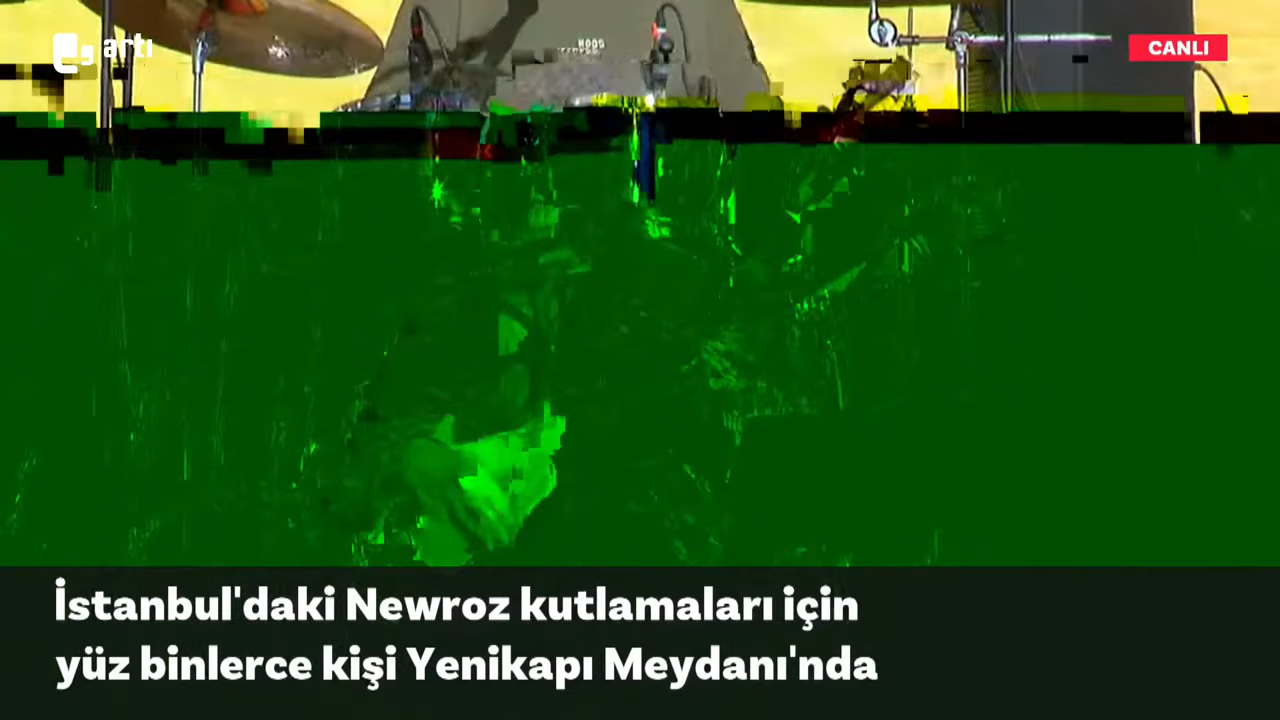 artı
CANLI
İstanbul'daki Newroz kutlamaları için
yüz binlerce kişi Yenikapı Meydanı'nda